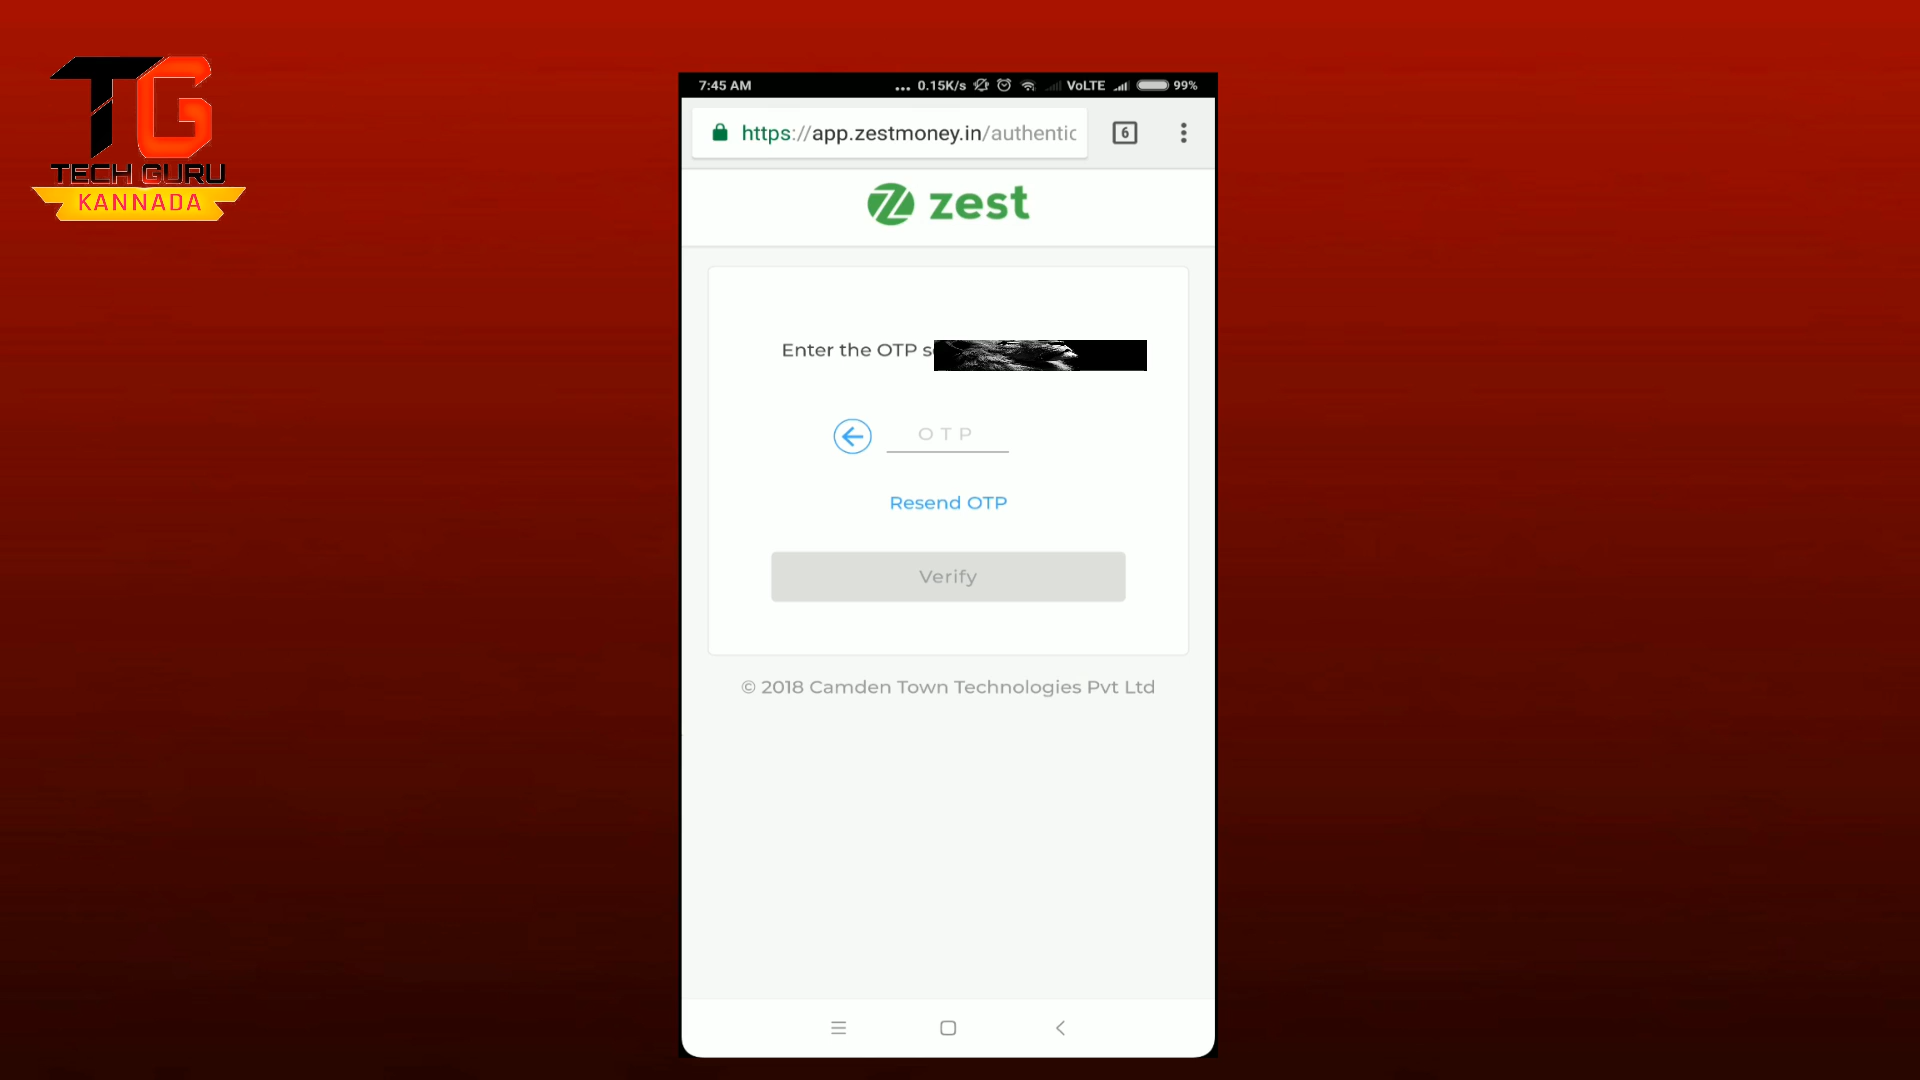 TG
TECH GURU
KANNADA
7:45 AM ... 0.15K/s VoLTE 99%
https://app.zestmoney.in/authentic 6
zest
Enter the OTP
OTP
Resend OTP
Verify
© 2018 Camden Town Technologies Pvt Ltd